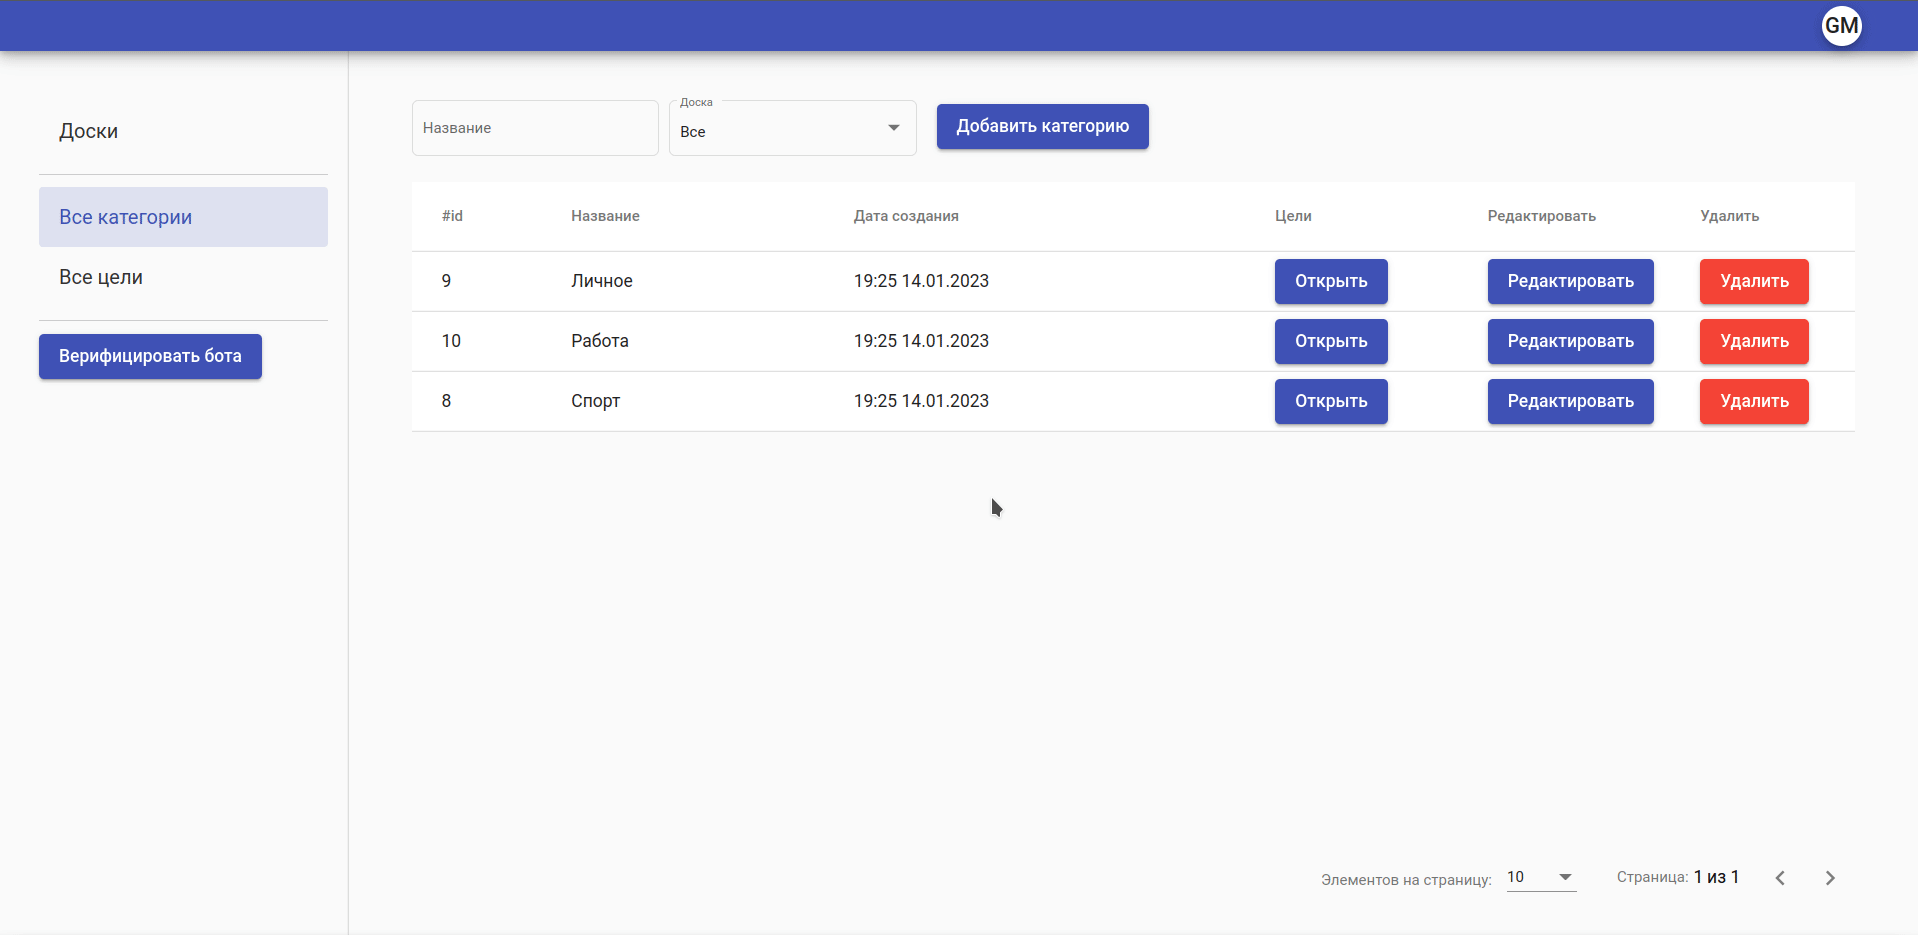 GM
Доски
Все категории
Все цели
Верифицировать бота
Название
Доска
Все
Добавить категорию
#id Название Дата создания Цели Редактировать Удалить
9 Личное 19:25 14.01.2023 Открыть Редактировать Удалить
10 Работа 19:25 14.01.2023 Открыть Редактировать Удалить
8 Спорт 19:25 14.01.2023 Открыть Редактировать Удалить
Элементов на страницу: 10 Страница: 1 из 1